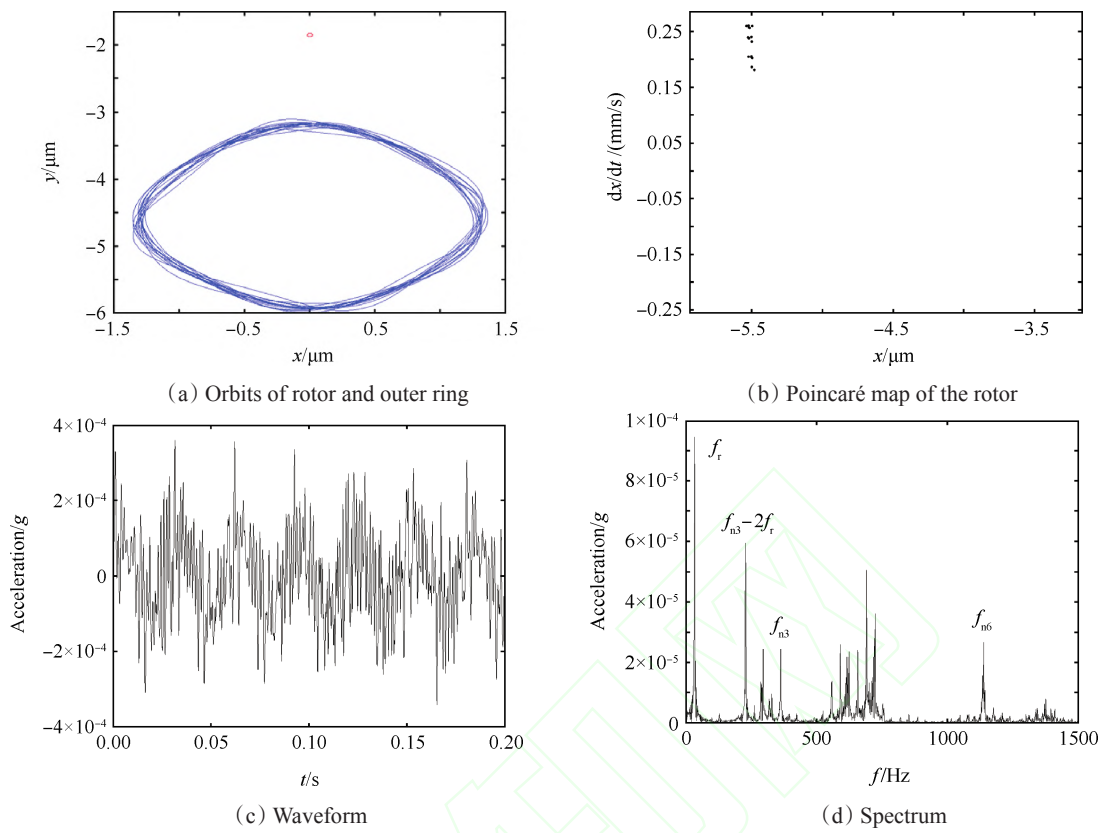 −2
−3
−4
−5
−6
y/μm
−1.5
−0.5
0.5
1.5
x/μm
(a) Orbits of rotor and outer ring
0.25
0.15
0.05
−0.05
−0.15
−0.25
dx/dt /(mm/s)
−5.5
−4.5
−3.5
x/μm
(b) Poincaré map of the rotor
4×10⁻⁴
2×10⁻⁴
0
−2×10⁻⁴
−4×10⁻⁴
Acceleration/g
0.00
0.05
0.10
0.15
0.20
t/s
(c) Waveform
1×10⁻⁴
8×10⁻⁵
6×10⁻⁵
4×10⁻⁵
2×10⁻⁵
0
Acceleration/g
fr
fn3−2fr
fn3
fn6
0
500
1000
1500
f/Hz
(d) Spectrum